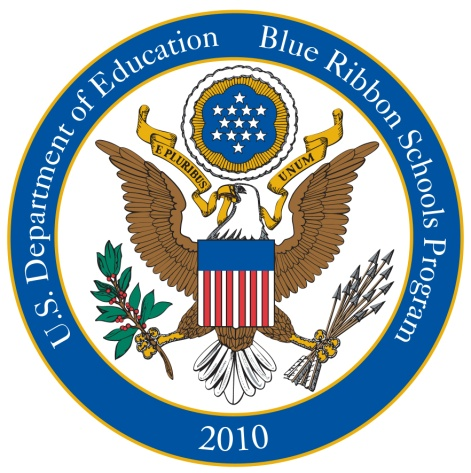 U.S. Department of Education Blue Ribbon Schools Program
E PLURIBUS UNUM
2010